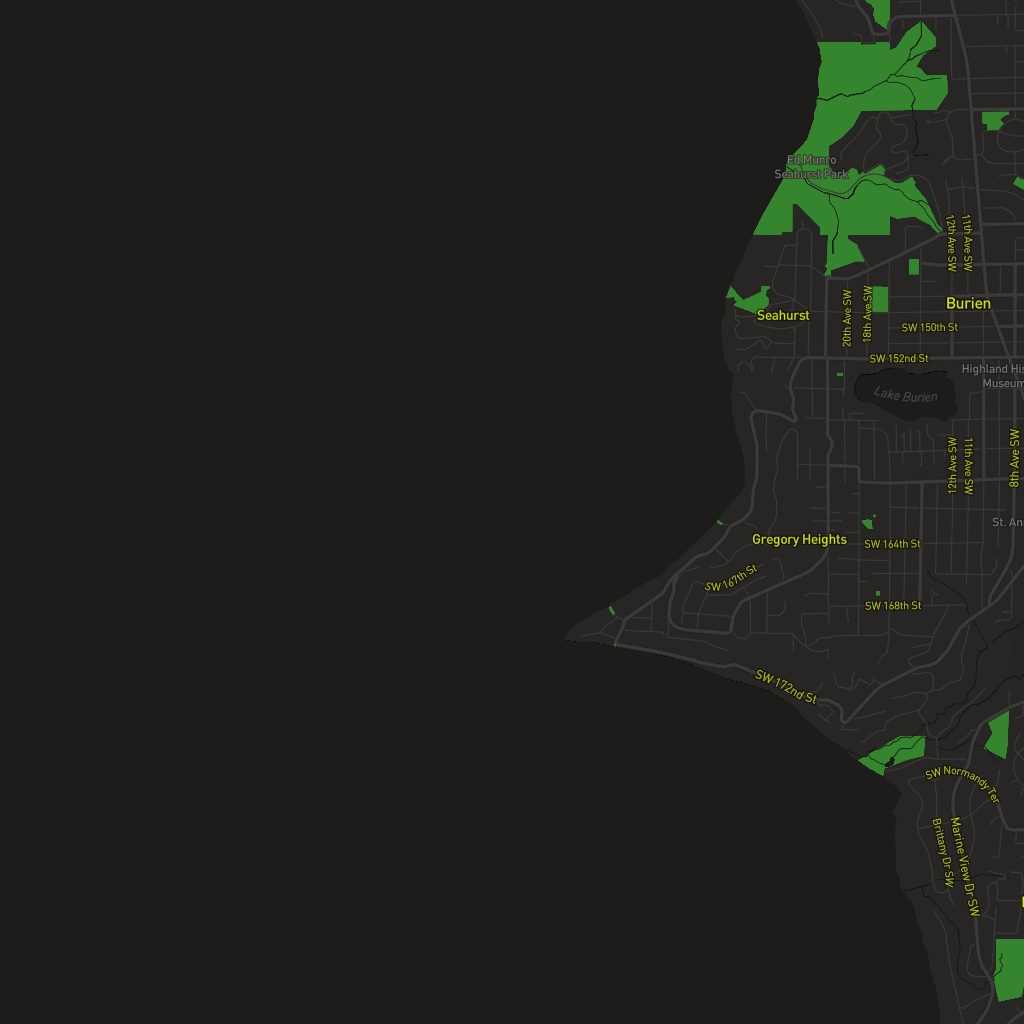 Ed Munro
Seahurst Park
12th Ave SW
11th Ave SW
20th Ave SW
18th Ave SW
Burien
Seahurst
SW 150th St
SW 152nd St
Highland His
Museum
Lake Burien
8th Ave SW
12th Ave SW
11th Ave SW
St. An
Gregory Heights
SW 164th St
SW 167th St
SW 168th St
SW 172nd St
SW Normandy Ter
Brittany Dr SW
Marine View Dr SW